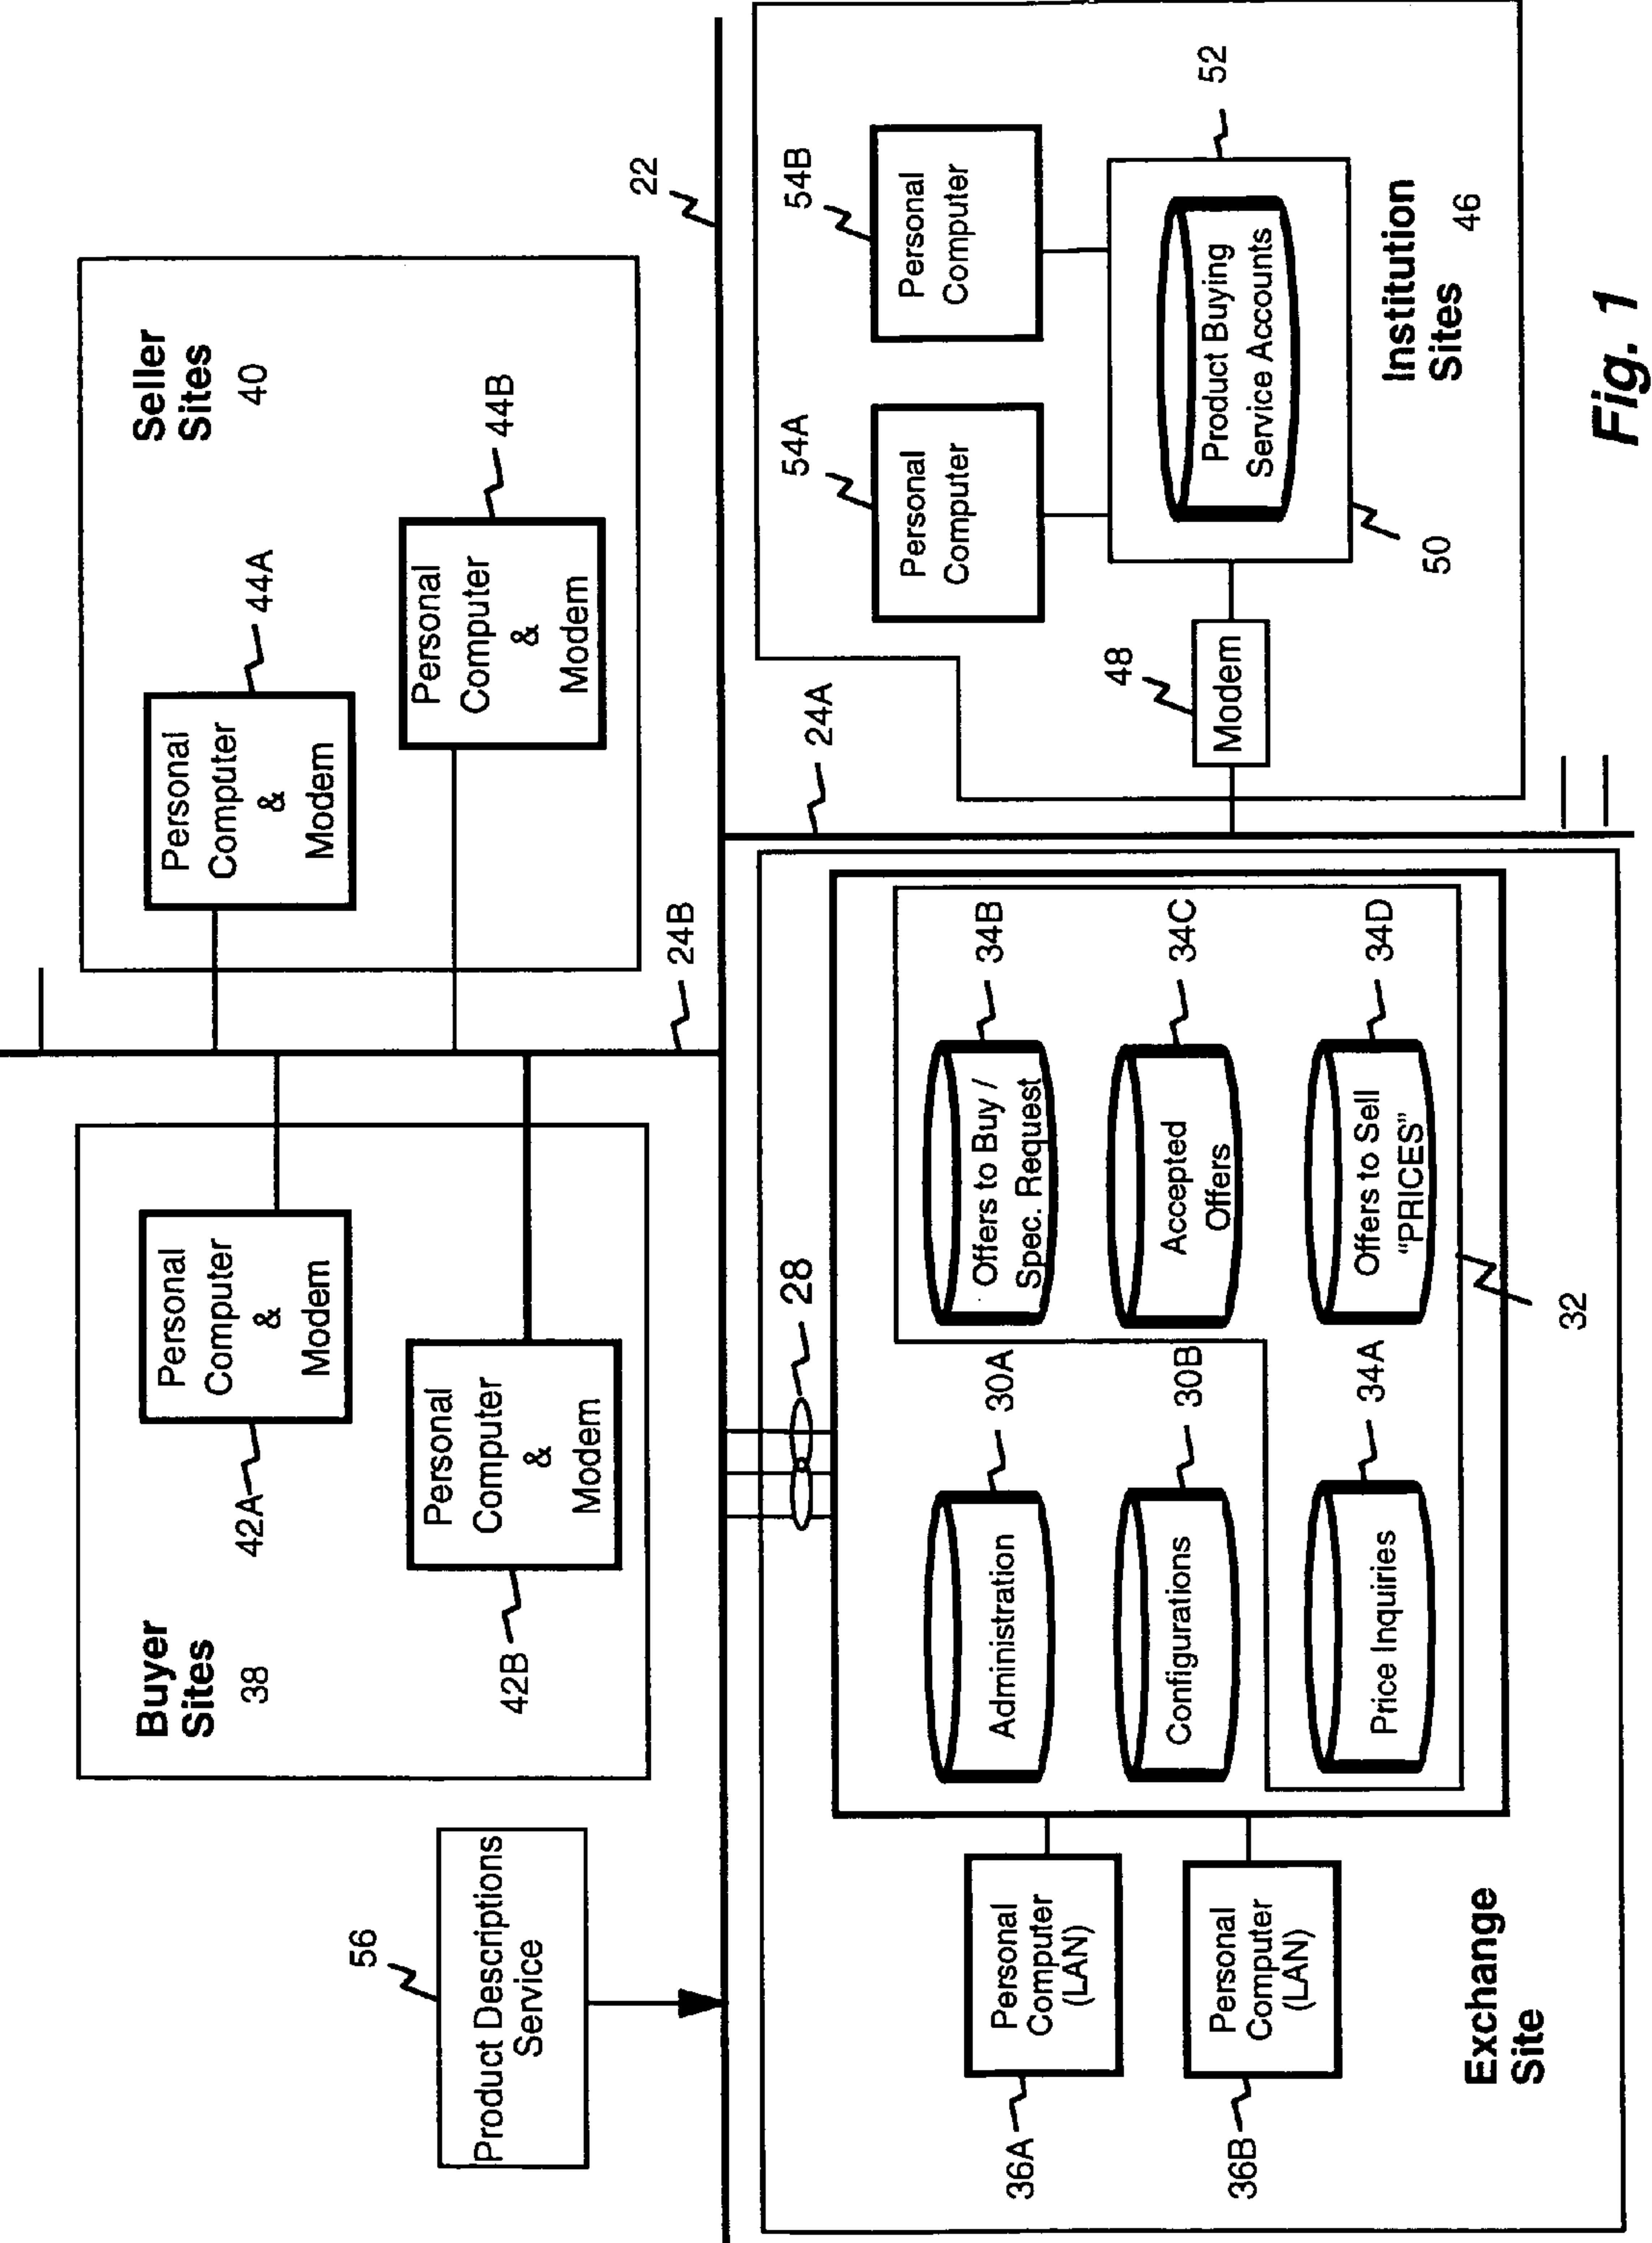 56
Product Descriptions
Service
Buyer
Sites
38
42A
Personal
Computer
&
Modem
42B
Personal
Computer
&
Modem
Seller
Sites
40
44A
Personal
Computer
&
Modem
44B
Personal
Computer
&
Modem
24B
22
28
24A
36A
Personal
Computer
(LAN)
36B
Personal
Computer
(LAN)
Exchange
Site
30A
Administration
30B
Configurations
34A
Price Inquiries
34B
Offers to Buy /
Spec. Request
34C
Accepted
Offers
34D
Offers to Sell
“PRICES”
32
54A
Personal
Computer
54B
Personal
Computer
48
Modem
52
Product Buying
Service Accounts
50
Institution
Sites
46
Fig. 1